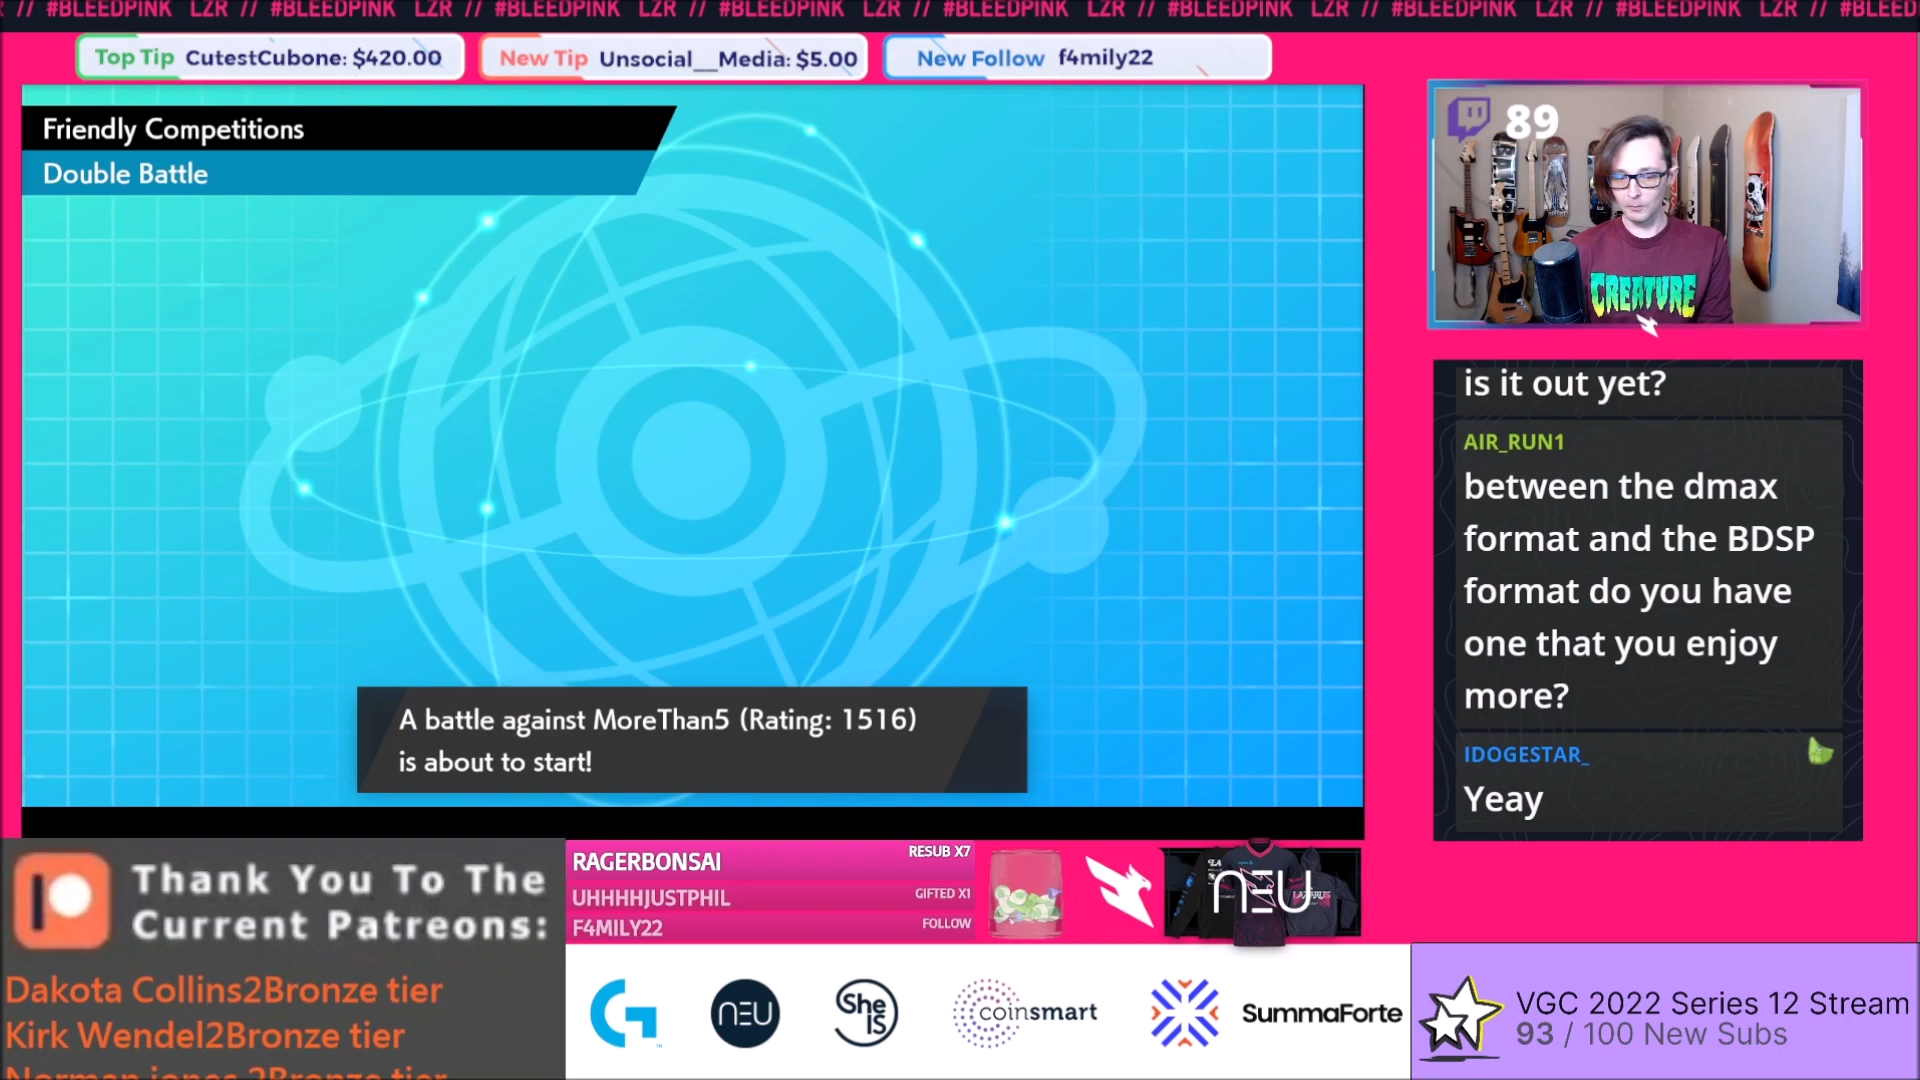 // #BLEEDPINK LZR // #BLEEDPINK LZR // #BLEEDPINK LZR // #BLEEDPINK LZR // #BLEEDPINK LZR // #BLEEDPINK LZR // #BLEEDPINK LZR // #BLEEDPINK LZR // #BLEED
Top Tip CutestCubone: $420.00
New Tip Unsocial__Media: $5.00
New Follow f4mily22
Friendly Competitions
Double Battle
A battle against MoreThan5 (Rating: 1516)
is about to start!
89
CREATURE
is it out yet?
AIR_RUN1
between the dmax
format and the BDSP
format do you have
one that you enjoy
more?
IDOGESTAR_
Yeay
Thank You To The
Current Patreons:
Dakota Collins2Bronze tier
Kirk Wendel2Bronze tier
Norman jones 2Bronze tier
RAGERBONSAI RESUB X7
UHHHHJUSTPHIL GIFTED X1
F4MILY22 FOLLOW
NEU
G
NEU
She
IS
coinsmart
SummaForte
VGC 2022 Series 12 Stream
93 / 100 New Subs